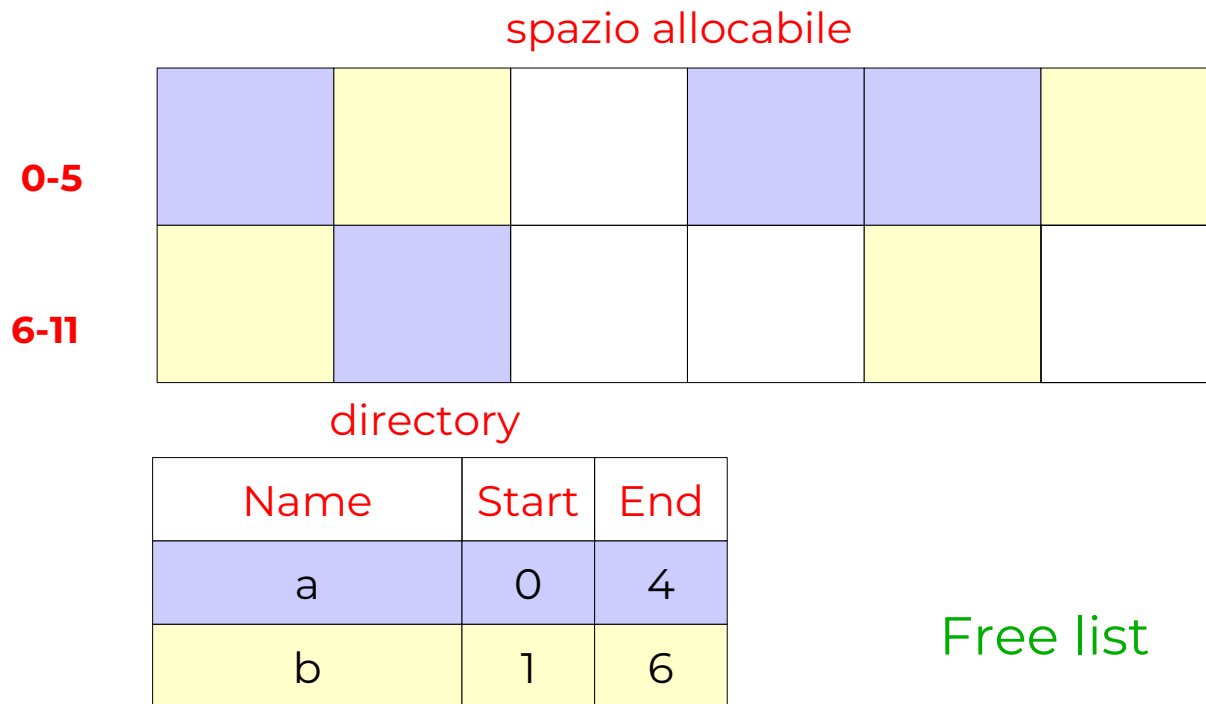 spazio allocabile
0-5
6-11
directory
Name Start End
a 0 4
b 1 6
Free list